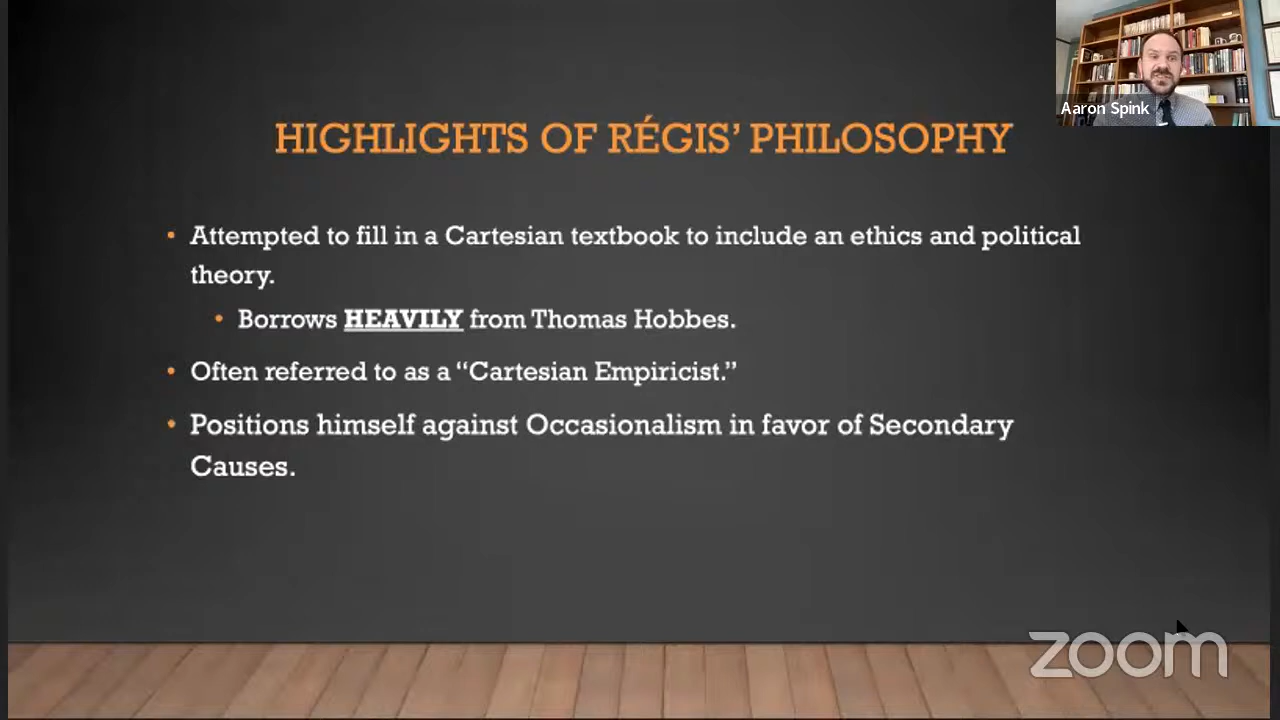 Aaron Spink
HIGHLIGHTS OF RÉGIS’ PHILOSOPHY
• Attempted to fill in a Cartesian textbook to include an ethics and political
theory.
• Borrows HEAVILY from Thomas Hobbes.
• Often referred to as a “Cartesian Empiricist.”
• Positions himself against Occasionalism in favor of Secondary
Causes.
zoom